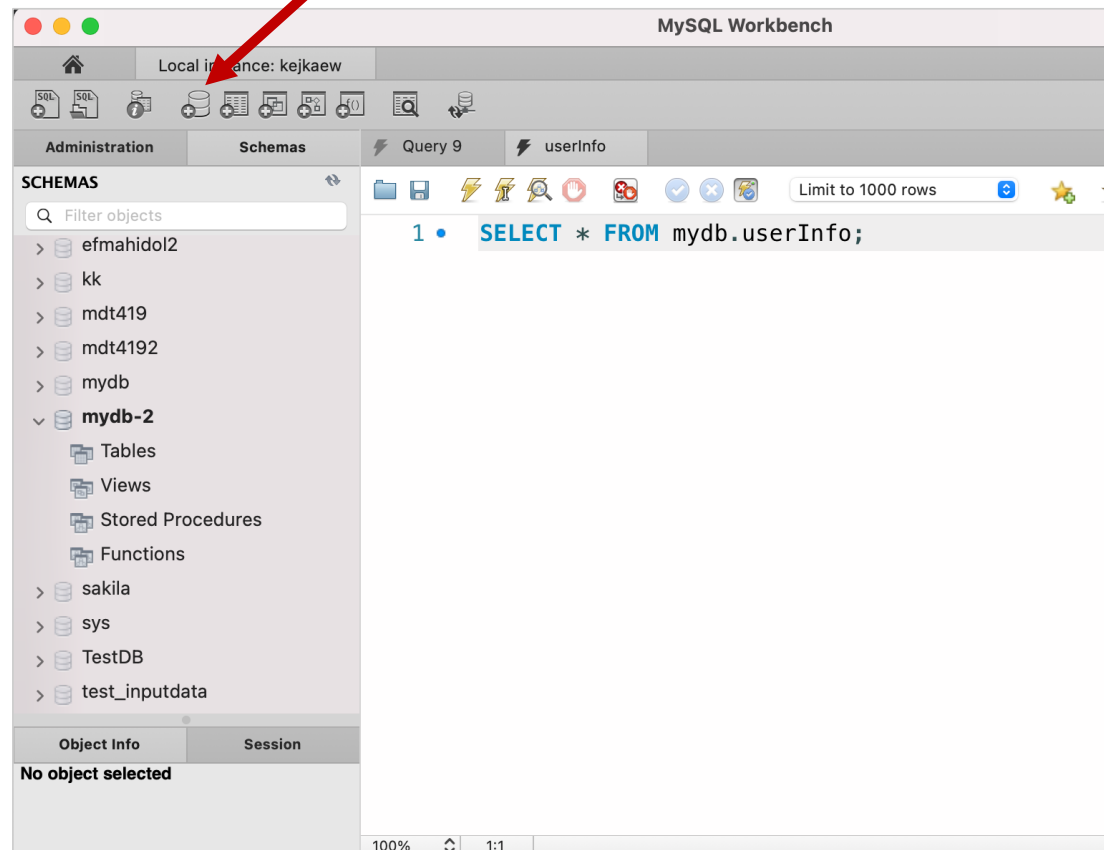 MySQL Workbench
Local instance: kejkaew
SQL SQL
Administration Schemas
Query 9 userInfo
SCHEMAS
Limit to 1000 rows
Filter objects
1 SELECT * FROM mydb.userInfo;
efmahidol2
kk
mdt419
mdt4192
mydb
mydb-2
Tables
Views
Stored Procedures
Functions
sakila
sys
TestDB
test_inputdata
Object Info Session
No object selected
100% 1:1